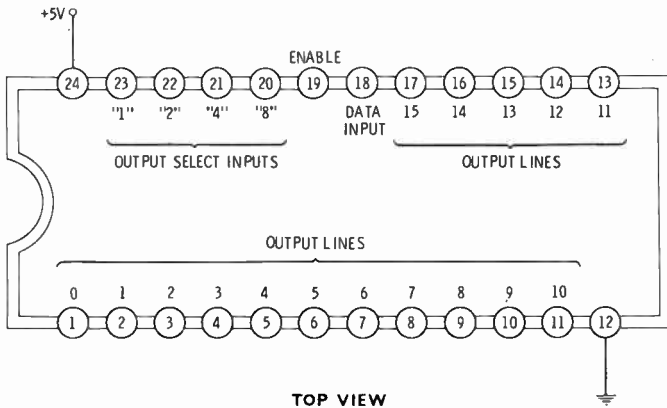 +5V
ENABLE
24 23 22 21 20 19 18 17 16 15 14 13
"1" "2" "4" "8" DATA INPUT 15 14 13 12 11
OUTPUT SELECT INPUTS OUTPUT LINES
OUTPUT LINES
0 1 2 3 4 5 6 7 8 9 10
1 2 3 4 5 6 7 8 9 10 11 12
TOP VIEW